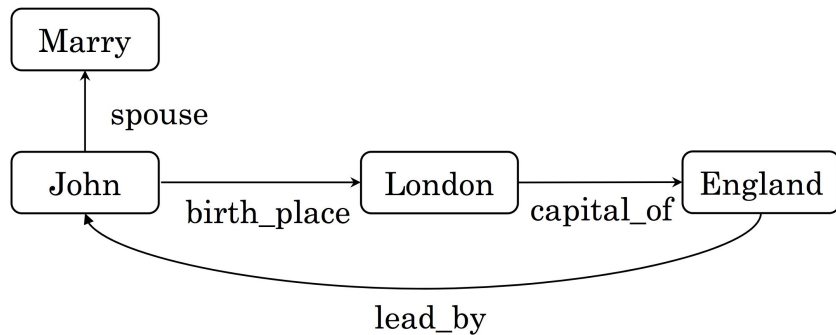 Marry
spouse
John
London
England
birth_place
capital_of
lead_by